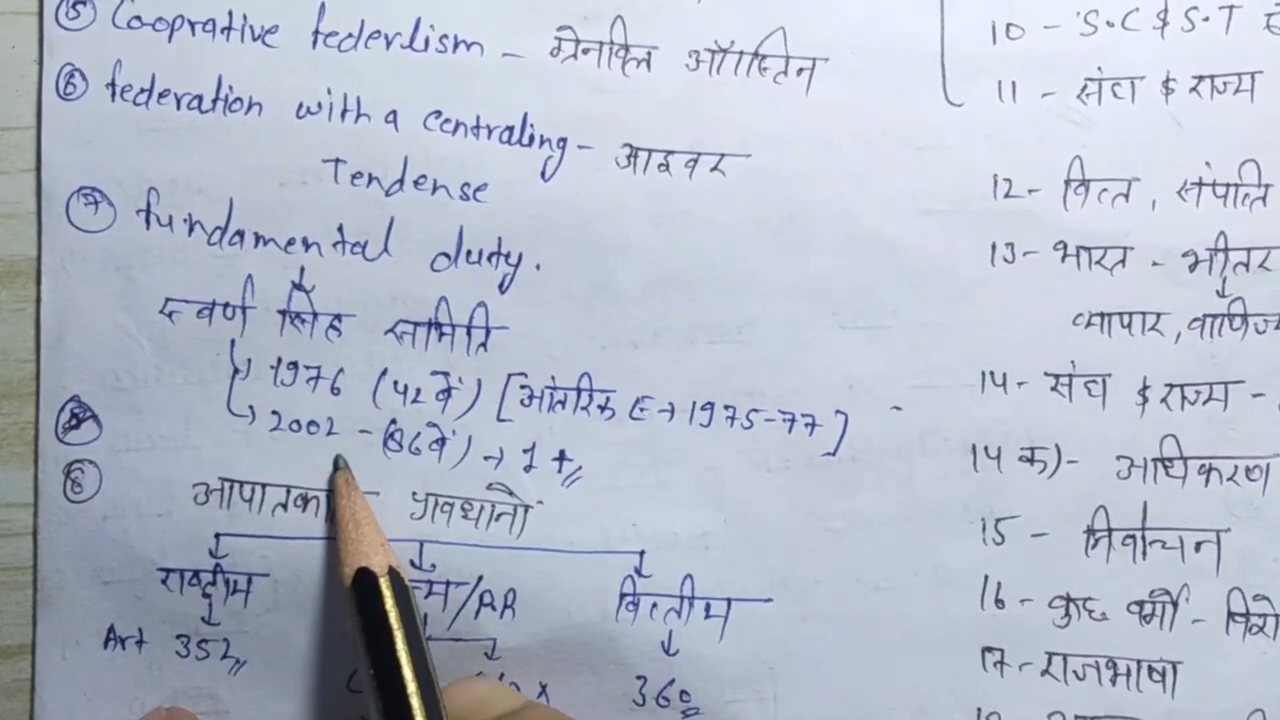 ⑤ Cooprative federlism - ग्रेनविल ऑगस्टिन
⑥ federation with a centraling - आइवर
Tendense
⑦ fundamental duty.
स्वर्ण सिंह समिति
→ 1976 (42वें) [आंतरिक E → 1975-77]
→ 2002 - (86वें) → 1 +
⑧
आपातका प्रावधानों
राष्ट्रीय /RR वित्तीय
Art 352 360
10 - S.C & S.T
11 - संघ & राज्य
12 - वित्त, संपत्ति
13 - भारत - भीतर
व्यापार, वाणिज्
14 - संघ & राज्य -
14 क) - अधिकरण
15 - निर्वाचन
16 - कुछ वर्गों - विशे
17 - राजभाषा